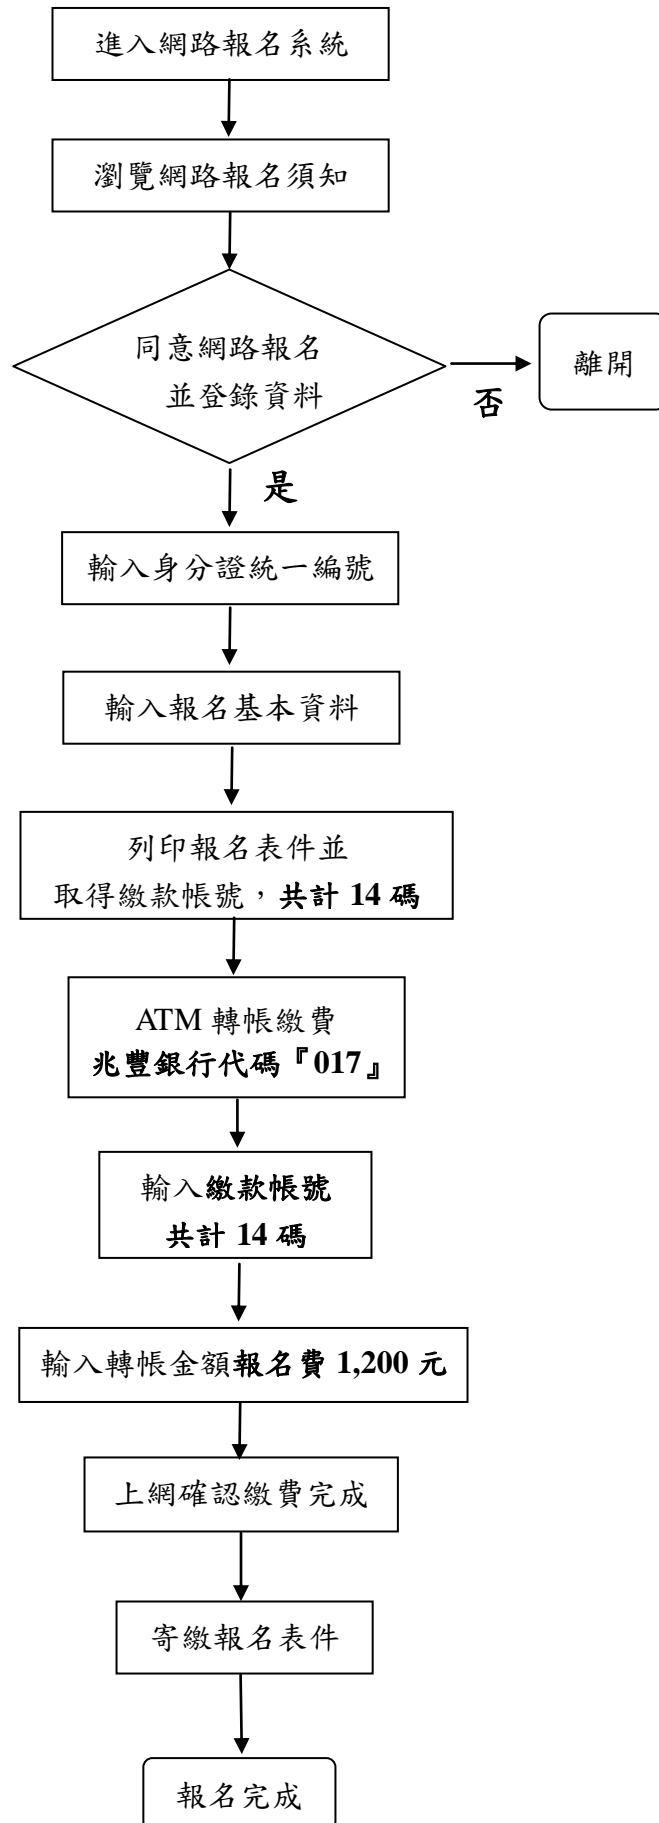 進入網路報名系統
瀏覽網路報名須知
同意網路報名
並登錄資料
否
離開
是
輸入身分證統一編號
輸入報名基本資料
列印報名表件並
取得繳款帳號，共計 14 碼
ATM 轉帳繳費
兆豐銀行代碼『017』
輸入繳款帳號
共計 14 碼
輸入轉帳金額報名費 1,200 元
上網確認繳費完成
寄繳報名表件
報名完成